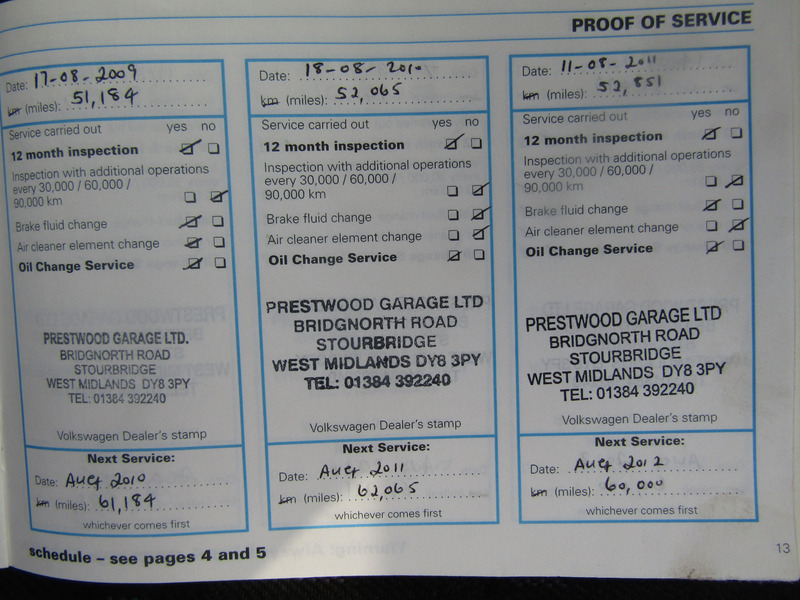 PROOF OF SERVICE
Date: 17-08-2009
km (miles): 51,184
Service carried out yes no
12 month inspection
Inspection with additional operations
every 30,000 / 60,000 /
90,000 km
Brake fluid change
Air cleaner element change
Oil Change Service
PRESTWOOD GARAGE LTD.
BRIDGNORTH ROAD
STOURBRIDGE
WEST MIDLANDS DY8 3PY
TEL: 01384 392240
Volkswagen Dealer's stamp
Next Service:
Date: Aug 2010
km (miles): 61,184
whichever comes first
Date: 18-08-2010
km (miles): 52,065
Service carried out yes no
12 month inspection
Inspection with additional operations
every 30,000 / 60,000 /
90,000 km
Brake fluid change
Air cleaner element change
Oil Change Service
PRESTWOOD GARAGE LTD
BRIDGNORTH ROAD
STOURBRIDGE
WEST MIDLANDS DY8 3PY
TEL: 01384 392240
Volkswagen Dealer's stamp
Next Service:
Date: Aug 2011
km (miles): 62,065
whichever comes first
Date: 11-08-2011
km (miles): 52,851
Service carried out yes no
12 month inspection
Inspection with additional operations
every 30,000 / 60,000 /
90,000 km
Brake fluid change
Air cleaner element change
Oil Change Service
PRESTWOOD GARAGE LTD
BRIDGNORTH ROAD
STOURBRIDGE
WEST MIDLANDS DY8 3PY
TEL: 01384 392240
Volkswagen Dealer's stamp
Next Service:
Date: Aug 2012
km (miles): 60,000
whichever comes first
schedule – see pages 4 and 5
13